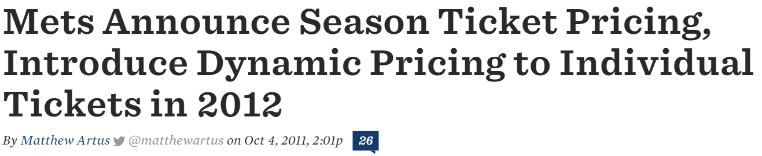 Mets Announce Season Ticket Pricing,
Introduce Dynamic Pricing to Individual
Tickets in 2012
By Matthew Artus @matthewartus on Oct 4, 2011, 2:01p 26